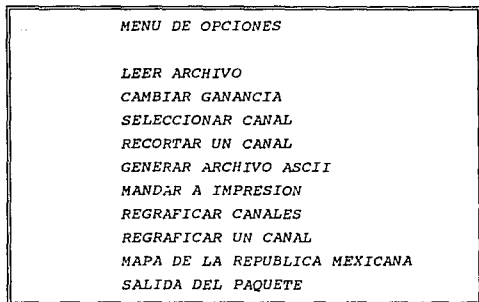 MENU DE OPCIONES
LEER ARCHIVO
CAMBIAR GANANCIA
SELECCIONAR CANAL
RECORTAR UN CANAL
GENERAR ARCHIVO ASCII
MANDAR A IMPRESION
REGRAFICAR CANALES
REGRAFICAR UN CANAL
MAPA DE LA REPUBLICA MEXICANA
SALIDA DEL PAQUETE